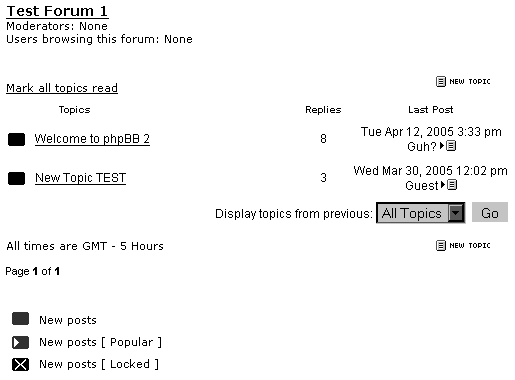 Test Forum 1
Moderators: None
Users browsing this forum: None
Mark all topics read
NEW TOPIC
Topics Replies Last Post
Welcome to phpBB 2 8 Tue Apr 12, 2005 3:33 pm
Guh?
New Topic TEST 3 Wed Mar 30, 2005 12:02 pm
Guest
Display topics from previous: All Topics Go
All times are GMT - 5 Hours
NEW TOPIC
Page 1 of 1
New posts
New posts [ Popular ]
New posts [ Locked ]